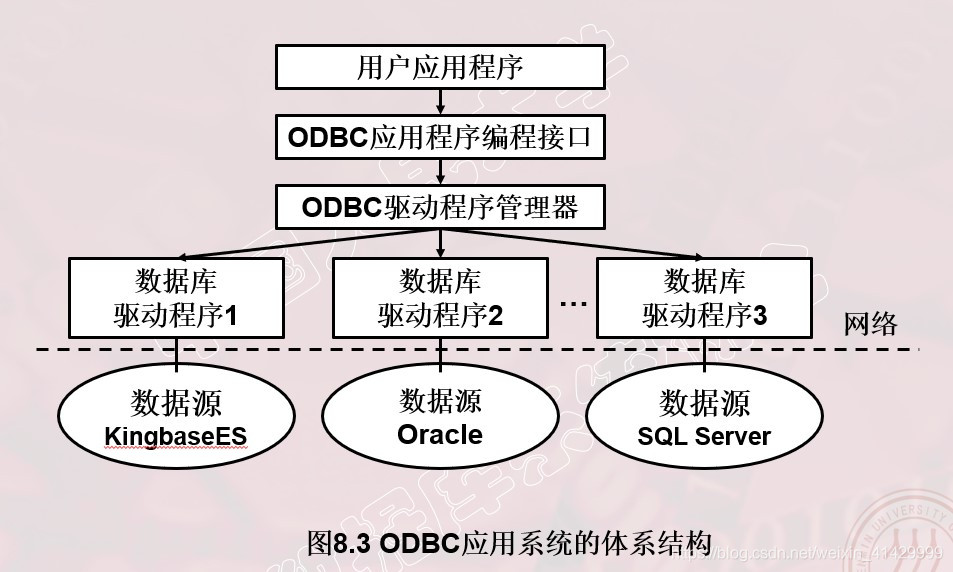 用户应用程序
ODBC应用程序编程接口
ODBC驱动程序管理器
数据库
驱动程序1
数据库
驱动程序2
...
数据库
驱动程序3
网络
数据源
KingbaseES
数据源
Oracle
数据源
SQL Server
图8.3 ODBC应用系统的体系结构
https://blog.csdn.net/weixin_41429999